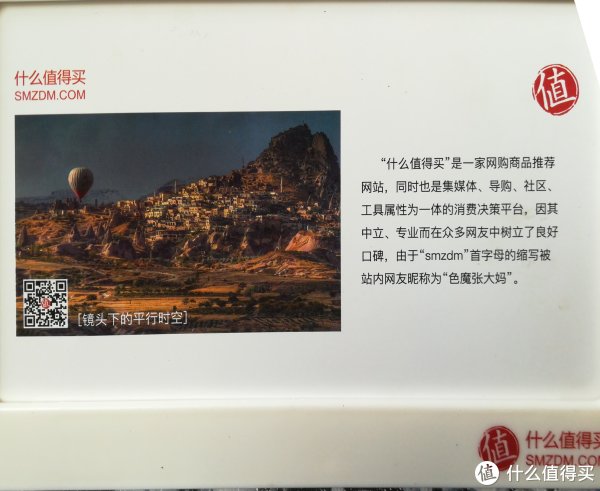 什么值得买
SMZDM.COM
值
“什么值得买”是一家网购商品推荐
网站，同时也是集媒体、导购、社区、
工具属性为一体的消费决策平台，因其
中立、专业而在众多网友中树立了良好
口碑，由于“smzdm”首字母的缩写被
站内网友昵称为“色魔张大妈”。
[镜头下的平行时空]
值
什么值得买
SMZDM.COM
值
什么值得买